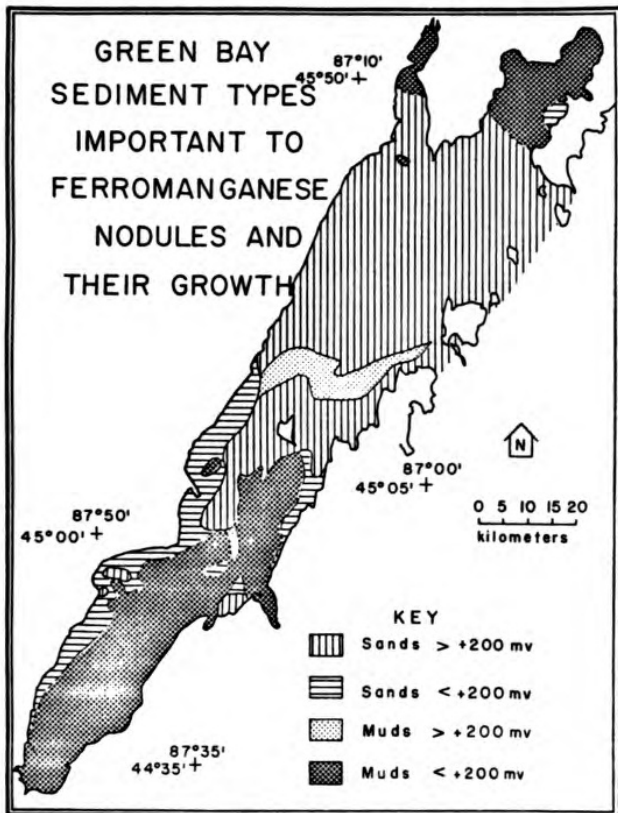 GREEN BAY
SEDIMENT TYPES
IMPORTANT TO
FERROMANGANESE
NODULES AND
THEIR GROWTH
87°10'
45°50'+
N
87°00'
45°05'+
87°50'
45°00'+
0 5 10 15 20
kilometers
KEY
Sands > +200 mv
Sands < +200 mv
Muds > +200 mv
Muds < +200 mv
87°35'
44°35'+